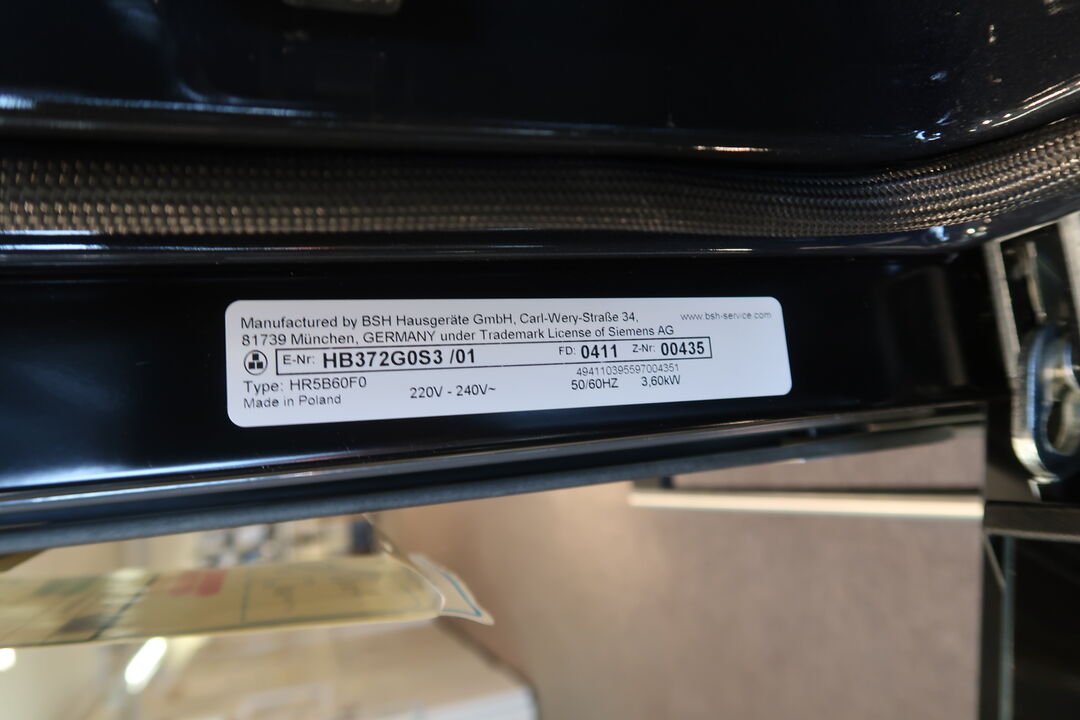 Manufactured by BSH Hausgeräte GmbH, Carl-Wery-Straße 34, www.bsh-service.com
81739 München, GERMANY under Trademark License of Siemens AG
E-Nr: HB372G0S3 /01 FD: 0411 Z-Nr: 00435
494110395597004351
Type: HR5B60F0 220V - 240V~ 50/60HZ 3,60kW
Made in Poland